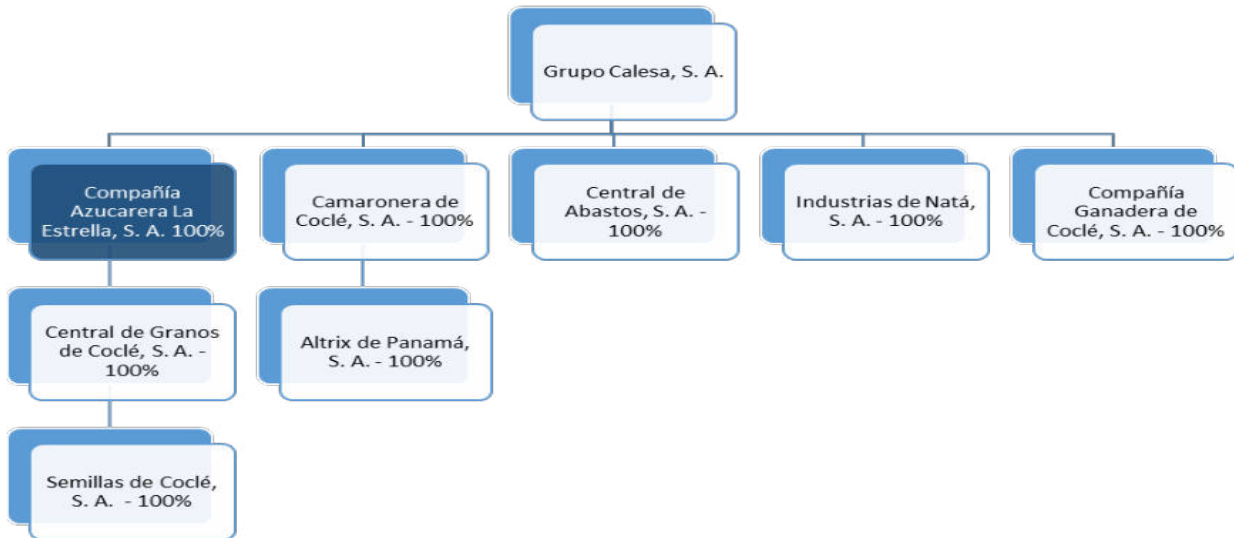 Grupo Calesa, S. A.
Compañía
Azucarera La
Estrella, S. A. 100%
Camaronera de
Coclé, S. A. - 100%
Central de
Abastos, S. A. -
100%
Industrias de Natá,
S. A. - 100%
Compañía
Ganadera de
Coclé, S. A. - 100%
Central de Granos
de Coclé, S. A. -
100%
Altrix de Panamá,
S. A. - 100%
Semillas de Coclé,
S. A. - 100%